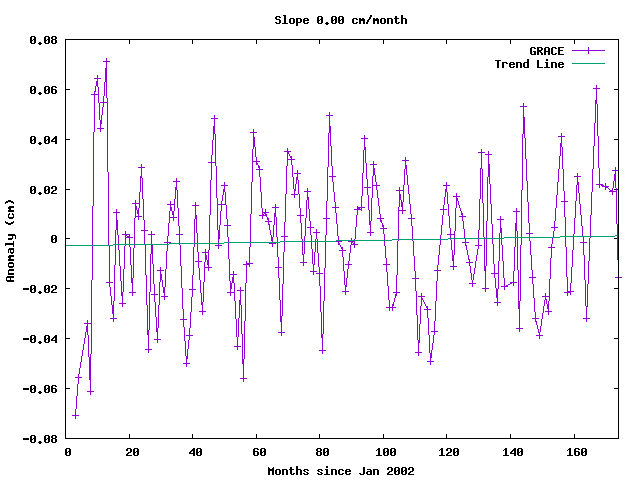 Slope 0.00 cm/month
GRACE
Trend Line
0.08
0.06
0.04
0.02
0
-0.02
-0.04
-0.06
-0.08
Anomaly (cm)
0 20 40 60 80 100 120 140 160
Months since Jan 2002